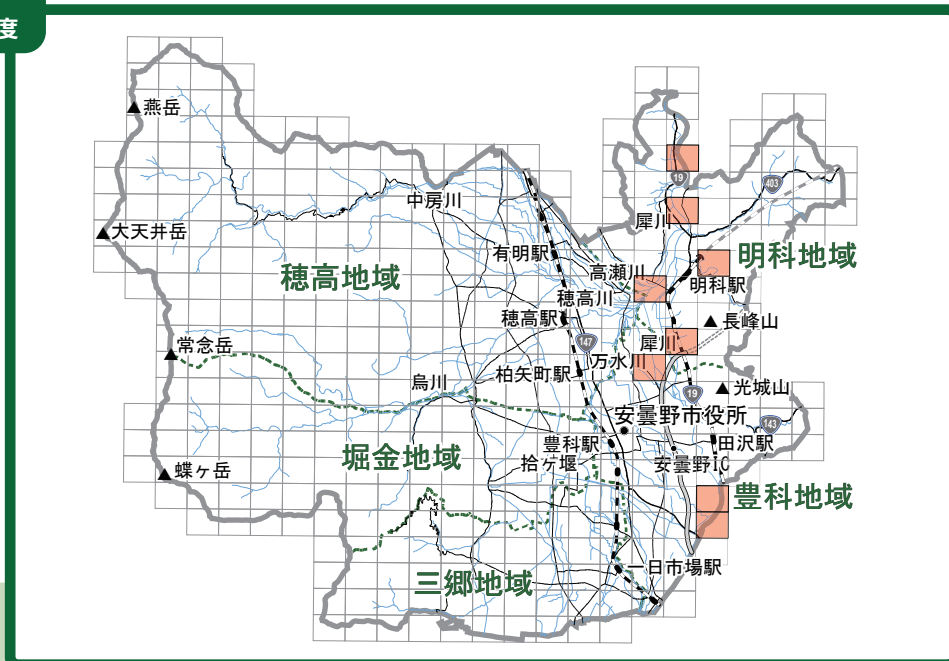 度
燕岳
19
403
中房川
犀川
大天井岳
有明駅
明科地域
高瀬川
穂高地域
明科駅
穂高川
穂高駅
長峰山
147
犀川
常念岳
万水川
柏矢町駅
烏川
光城山
19
安曇野市役所
143
豊科駅
田沢駅
堀金地域
拾ヶ堰
安曇野IC
蝶ヶ岳
豊科地域
一日市場駅
三郷地域